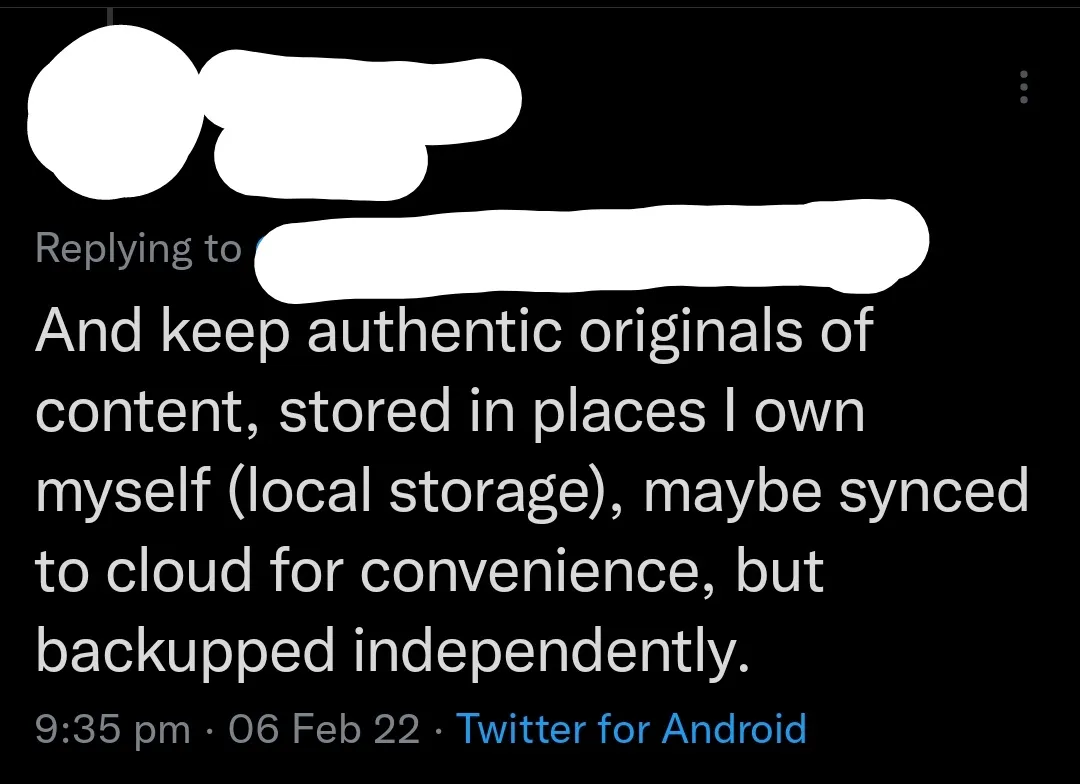 Replying to
And keep authentic originals of
content, stored in places I own
myself (local storage), maybe synced
to cloud for convenience, but
backupped independently.
9:35 pm · 06 Feb 22 · Twitter for Android